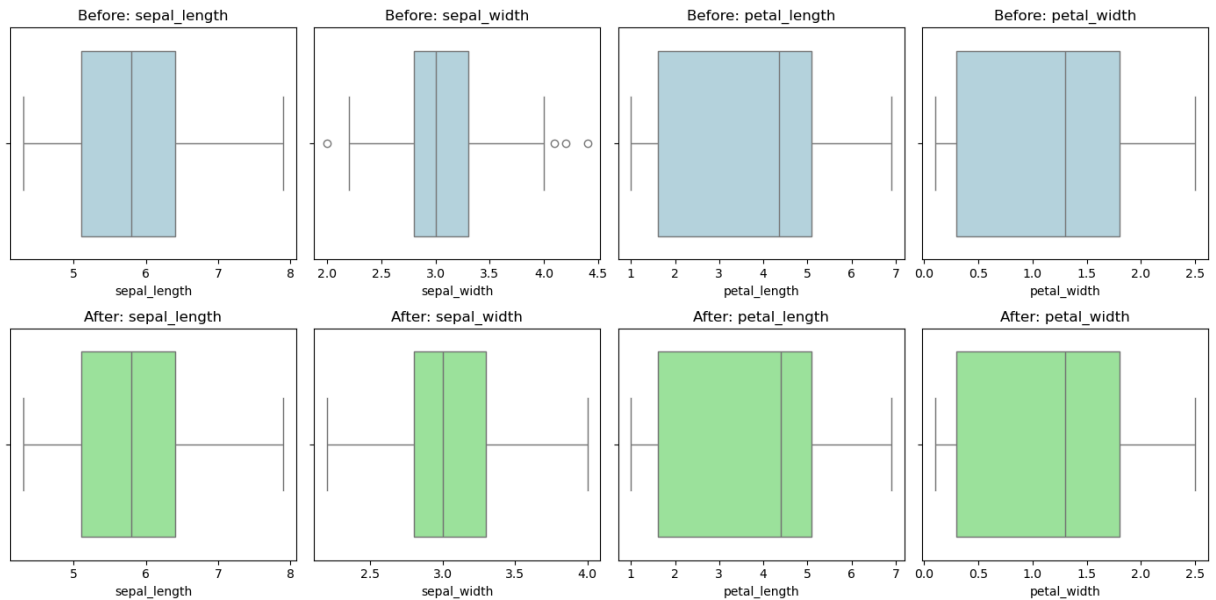 Before: sepal_length
Before: sepal_width
Before: petal_length
Before: petal_width
5 6 7 8
2.0 2.5 3.0 3.5 4.0 4.5
1 2 3 4 5 6 7
0.0 0.5 1.0 1.5 2.0 2.5
sepal_length
sepal_width
petal_length
petal_width
After: sepal_length
After: sepal_width
After: petal_length
After: petal_width
5 6 7 8
2.5 3.0 3.5 4.0
1 2 3 4 5 6 7
0.0 0.5 1.0 1.5 2.0 2.5
sepal_length
sepal_width
petal_length
petal_width